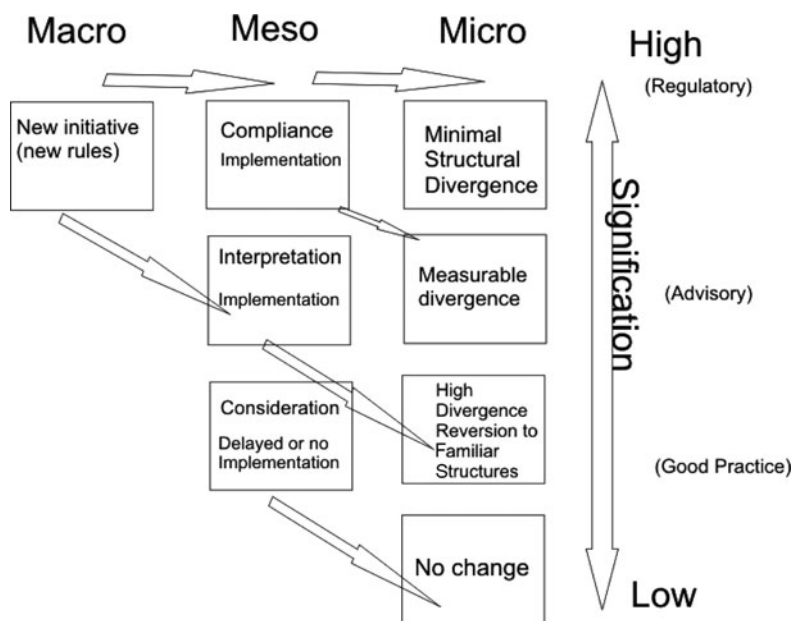 Macro
Meso
Micro
High
(Regulatory)
New initiative
(new rules)
Compliance
Implementation
Minimal
Structural
Divergence
Signification
Interpretation
Implementation
Measurable
divergence
(Advisory)
Consideration
Delayed or no
Implementation
High
Divergence
Reversion to
Familiar
Structures
(Good Practice)
No change
Low